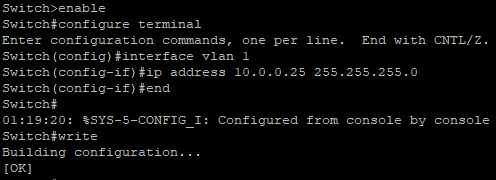 Switch>enable
Switch#configure terminal
Enter configuration commands, one per line.  End with CNTL/Z.
Switch(config)#interface vlan 1
Switch(config-if)#ip address 10.0.0.25 255.255.255.0
Switch(config-if)#end
Switch#
01:19:20: %SYS-5-CONFIG_I: Configured from console by console
Switch#write
Building configuration...
[OK]